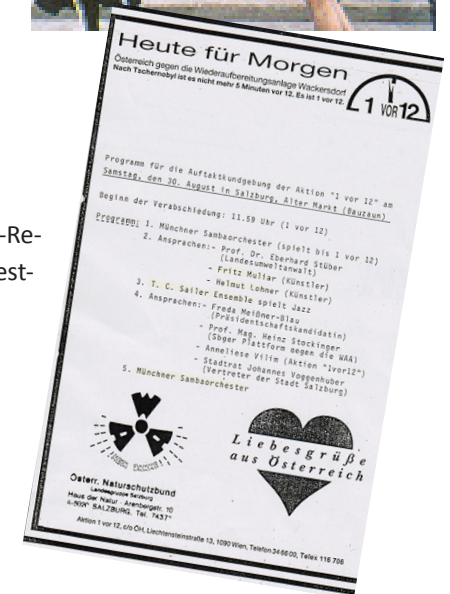 -Re-
est-
Heute für Morgen
Österreich gegen die Wiederaufbereitungsanlage Wackersdorf
Nach Tschernobyl ist es nicht mehr 5 Minuten vor 12. Es ist 1 vor 12.
1 VOR 12
Programm für die Auftaktkundgebung der Aktion "1 vor 12" am
Samstag, den 30. August in Salzburg, Alter Markt (Bauzaun)
Beginn der Verabschiedung: 11.59 Uhr (1 vor 12)
Programm: 1. Münchner Sambaorchester (spielt bis 1 vor 12)
2. Ansprachen:- Prof. Dr. Eberhard Stüber
(Landesumweltanwalt)
- Fritz Muliar (Künstler)
- Helmut Lohner (Künstler)
3. T. C. Sailer Ensemble spielt Jazz
4. Ansprachen:- Freda Meißner-Blau
(Präsidentschaftskandidatin)
- Prof. Mag. Heinz Stockinger
(Sbger Plattform gegen die WAA)
- Anneliese Vilim (Aktion "1vor12")
- Stadtrat Johannes Voggenhuber
(Vertreter der Stadt Salzburg)
5. Münchner Sambaorchester
WAA
Liebesgrüße
aus Österreich
Österr. Naturschutzbund
Landesgruppe Salzburg
Haus der Natur - Arenbergstr. 10
SALZBURG, Tel.
Aktion 1 vor 12, c/o ÖH, Liechtensteinstraße 13, 1090 Wien, Telefon 34 66 00, Telex 116 706